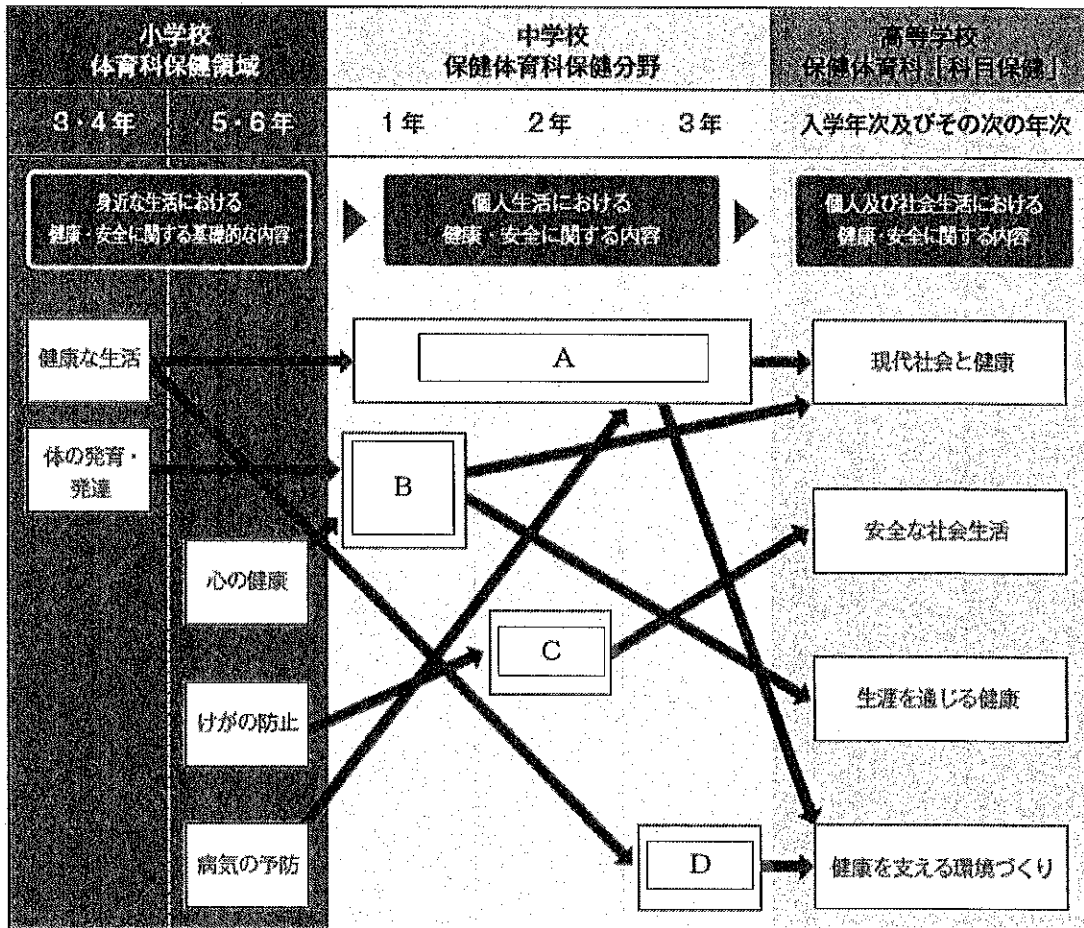 小学校
体育科保健領域
中学校
保健体育科保健分野
高等学校
保健体育科「科目保健」
3・4年
5・6年
1年
2年
3年
入学年次及びその次の年次
身近な生活における
健康・安全に関する基礎的な内容
個人生活における
健康・安全に関する内容
個人及び社会生活における
健康・安全に関する内容
健康な生活
A
現代社会と健康
体の発育・
発達
B
心の健康
安全な社会生活
C
けがの防止
生涯を通じる健康
病気の予防
D
健康を支える環境づくり